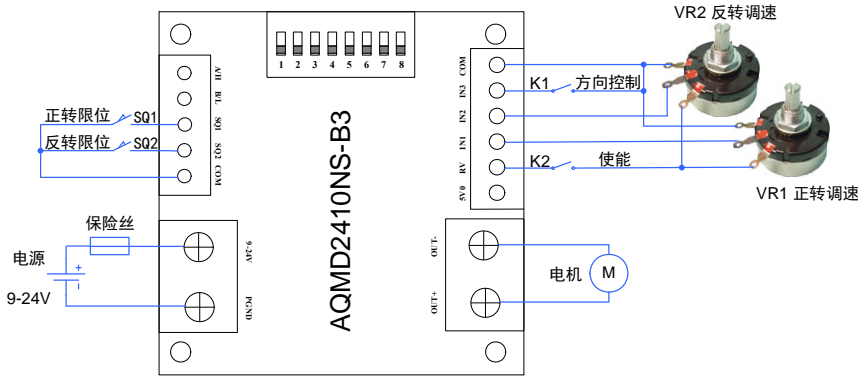 VR2 反转调速
1 2 3 4 5 6 7 8
A/H
B/L
SQ1
SQ2
COM
正转限位 SQ1
反转限位 SQ2
AQMD2410NS-B3
COM
IN3
IN2
IN1
RV
5V0
K1 方向控制
K2 使能
VR1 正转调速
保险丝
电源
+
-
9-24V
9-24V
PGND
OUT-
OUT+
电机 M